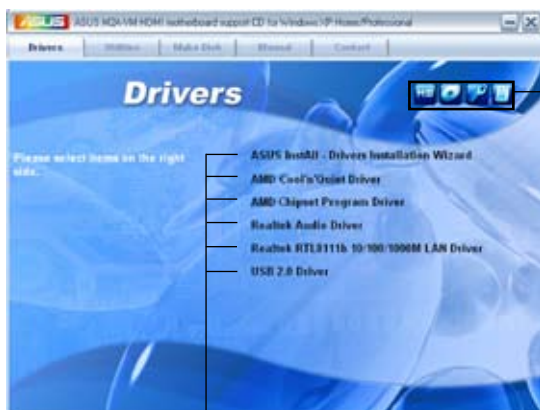 ASUS ASUS M2A-VM HDMI motherboard support CD for Windows XP Home/Professional
Drivers Utilities Make Disk Manual Contact
Drivers
Please select items on the right side.
ASUS InstAll - Drivers Installation Wizard
AMD Cool'n'Quiet Driver
AMD Chipset Program Driver
Realtek Audio Driver
Realtek RTL8111b 10/100/1000M LAN Driver
USB 2.0 Driver